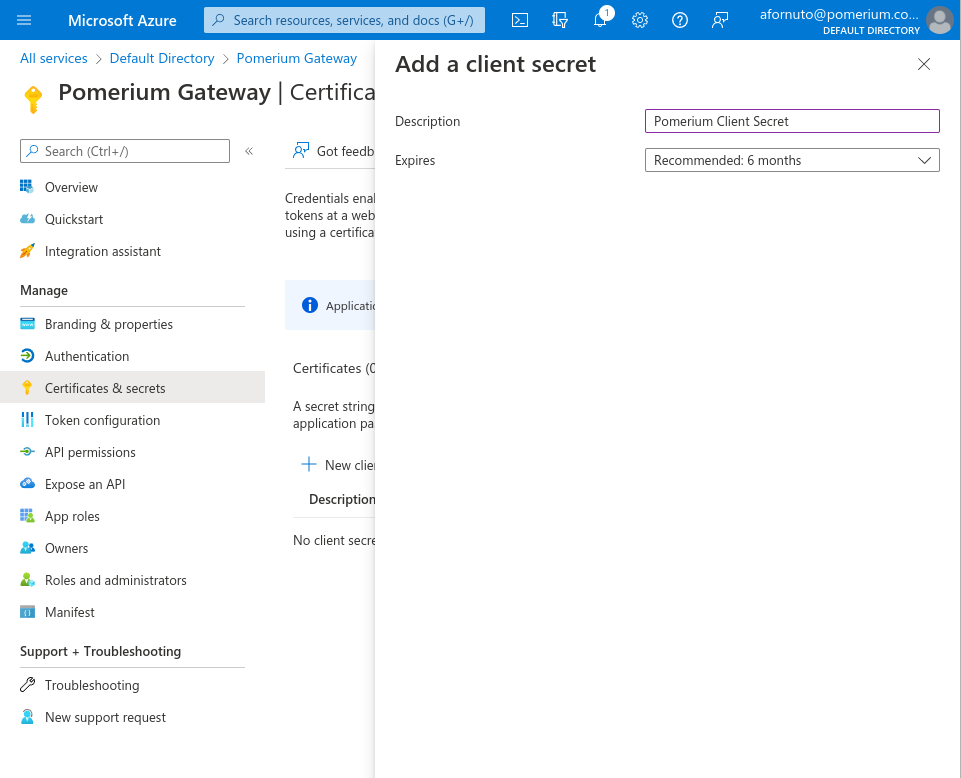 Microsoft Azure
Search resources, services, and docs (G+/)
1
afornuto@pomerium.co...
DEFAULT DIRECTORY
All services > Default Directory > Pomerium Gateway
Pomerium Gateway | Certifica
Search (Ctrl+/)
«
Overview
Quickstart
Integration assistant
Manage
Branding & properties
Authentication
Certificates & secrets
Token configuration
API permissions
Expose an API
App roles
Owners
Roles and administrators
Manifest
Support + Troubleshooting
Troubleshooting
New support request
Got feedb
Credentials enal
tokens at a web
using a certifica
Applicatio
Certificates (0
A secret string
application pa
New clie
Description
No client secre
Add a client secret
Description
Pomerium Client Secret
Expires
Recommended: 6 months